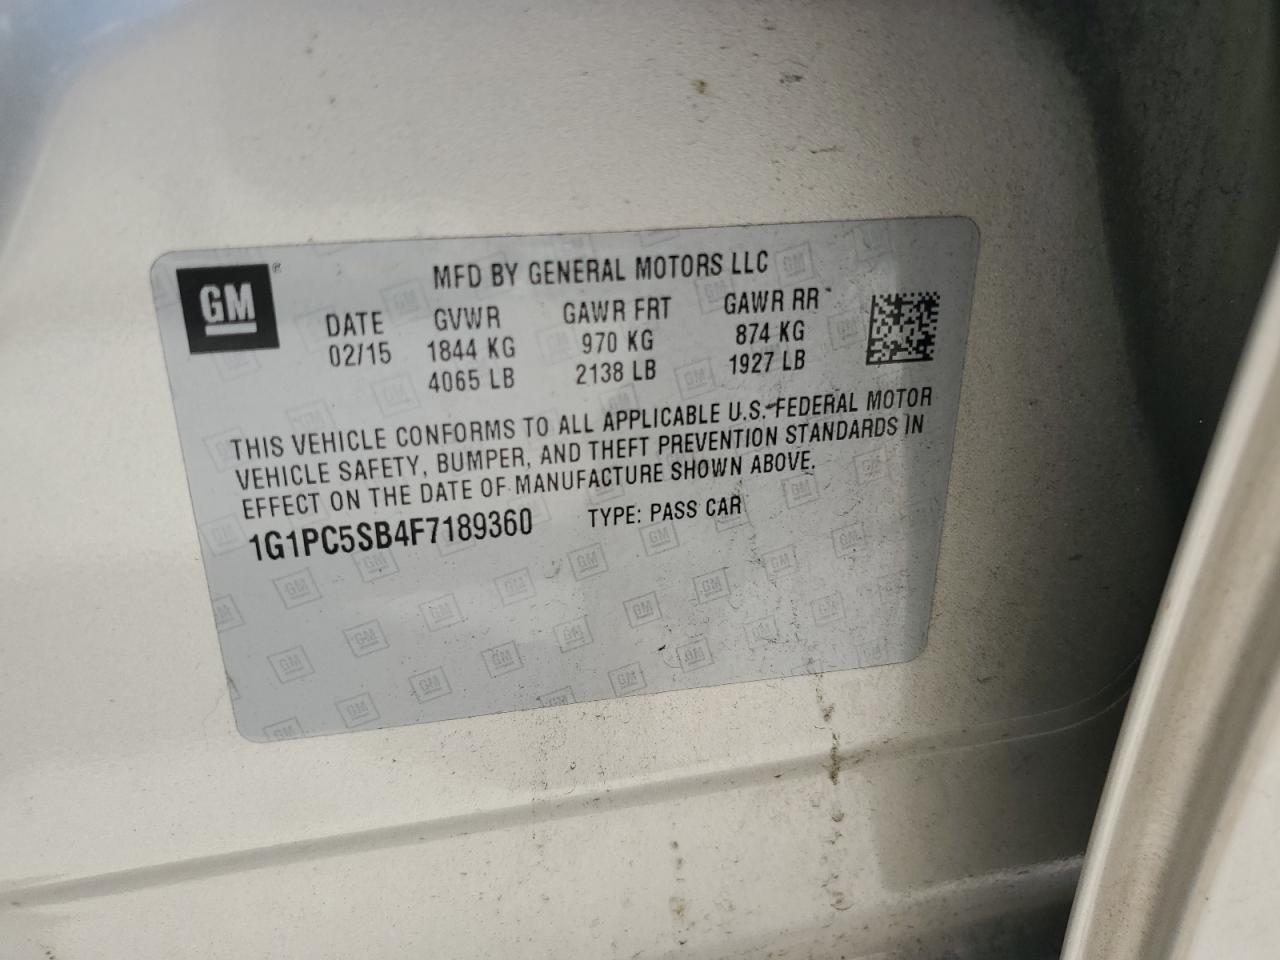 GM
MFD BY GENERAL MOTORS LLC
DATE GVWR GAWR FRT GAWR RR
02/15 1844 KG 970 KG 874 KG
4065 LB 2138 LB 1927 LB
THIS VEHICLE CONFORMS TO ALL APPLICABLE U.S. FEDERAL MOTOR
VEHICLE SAFETY, BUMPER, AND THEFT PREVENTION STANDARDS IN
EFFECT ON THE DATE OF MANUFACTURE SHOWN ABOVE.
1G1PC5SB4F7189360 TYPE: PASS CAR